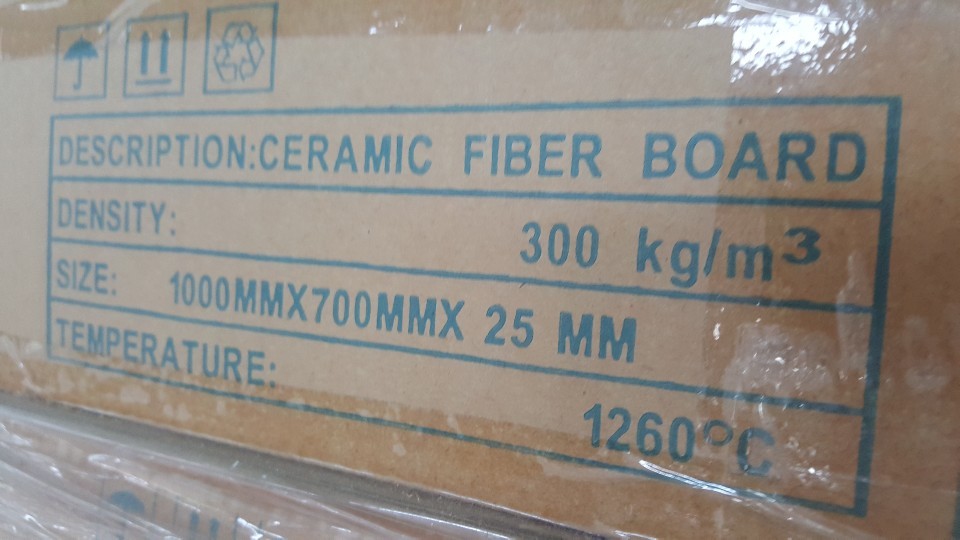 DESCRIPTION:CERAMIC FIBER BOARD
DENSITY: 300 kg/m³
SIZE: 1000MMX700MMX 25 MM
TEMPERATURE: 1260°C